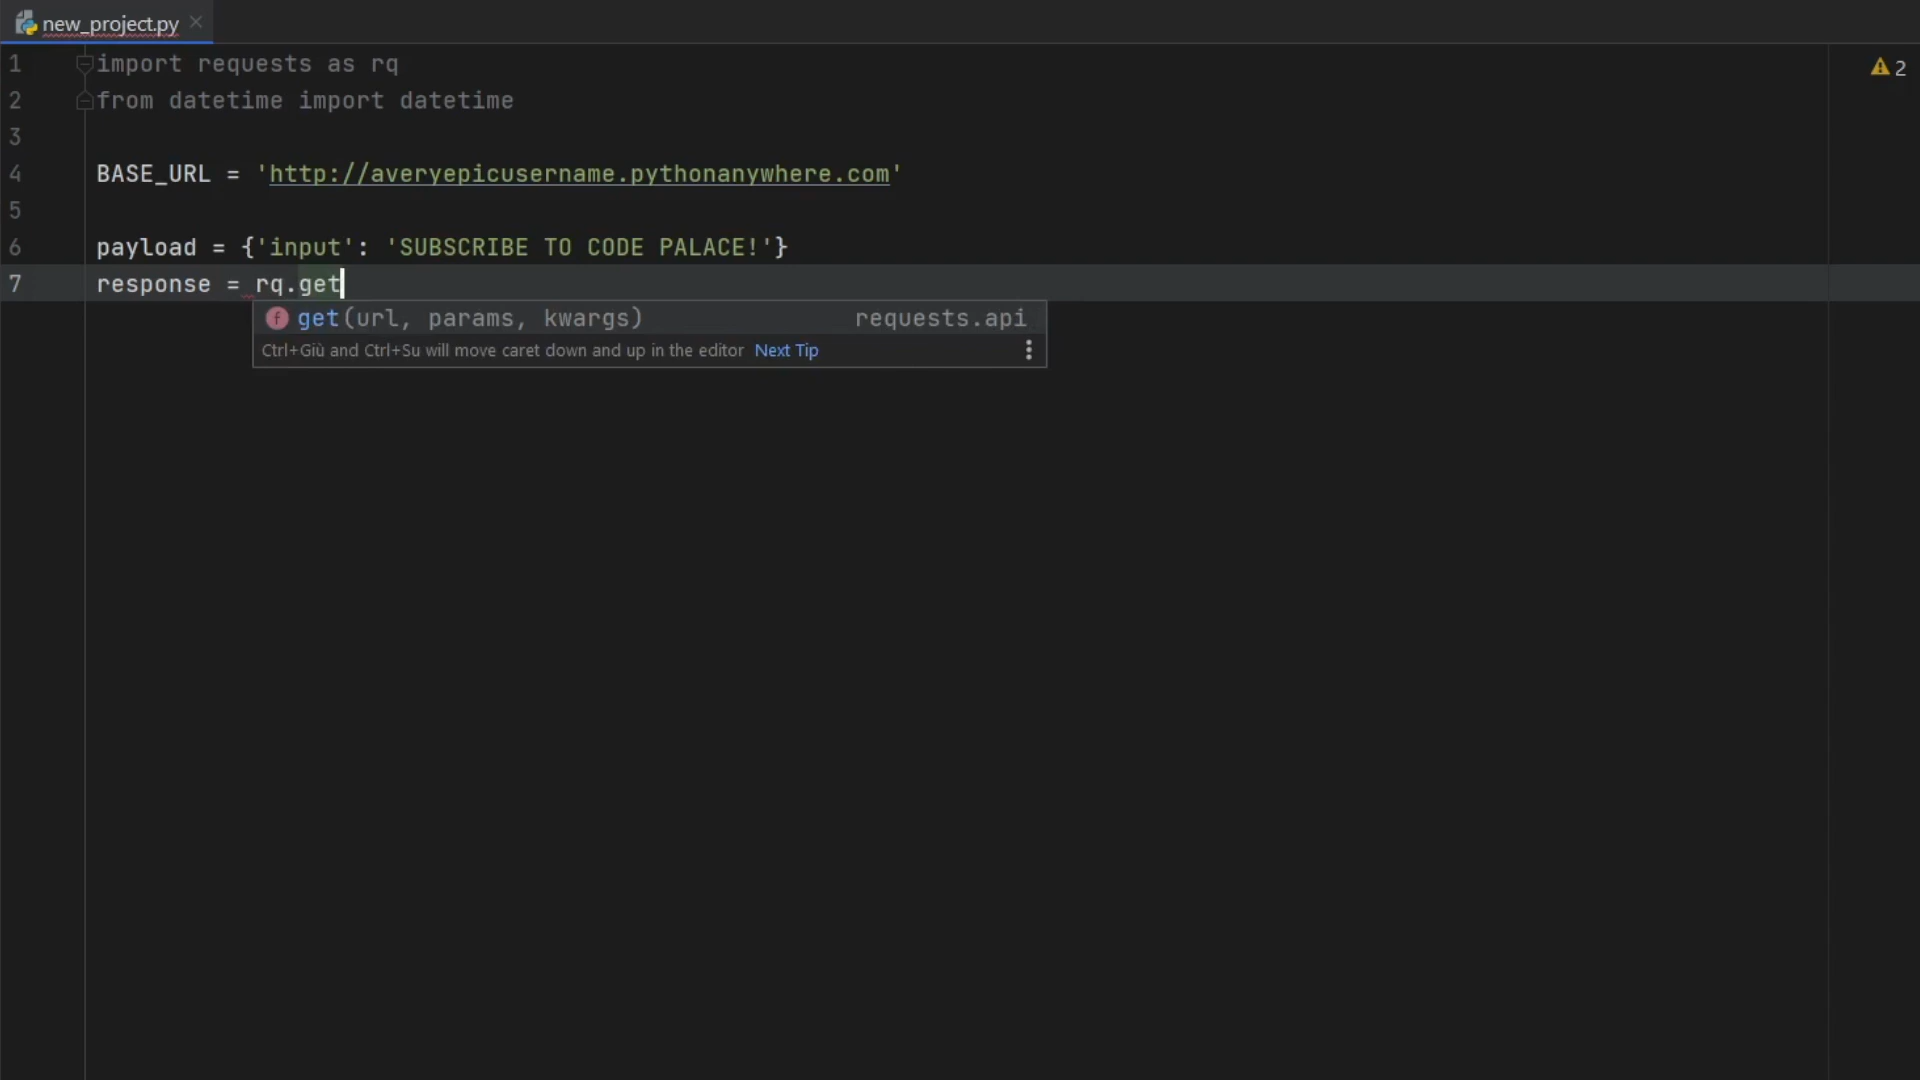 new_project.py
2
1 import requests as rq
2 from datetime import datetime
3
4 BASE_URL = 'http://averyepicusername.pythonanywhere.com'
5
6 payload = {'input': 'SUBSCRIBE TO CODE PALACE!'}
7 response = rq.get
f get(url, params, kwargs) requests.api
Ctrl+Giù and Ctrl+Su will move caret down and up in the editor Next Tip